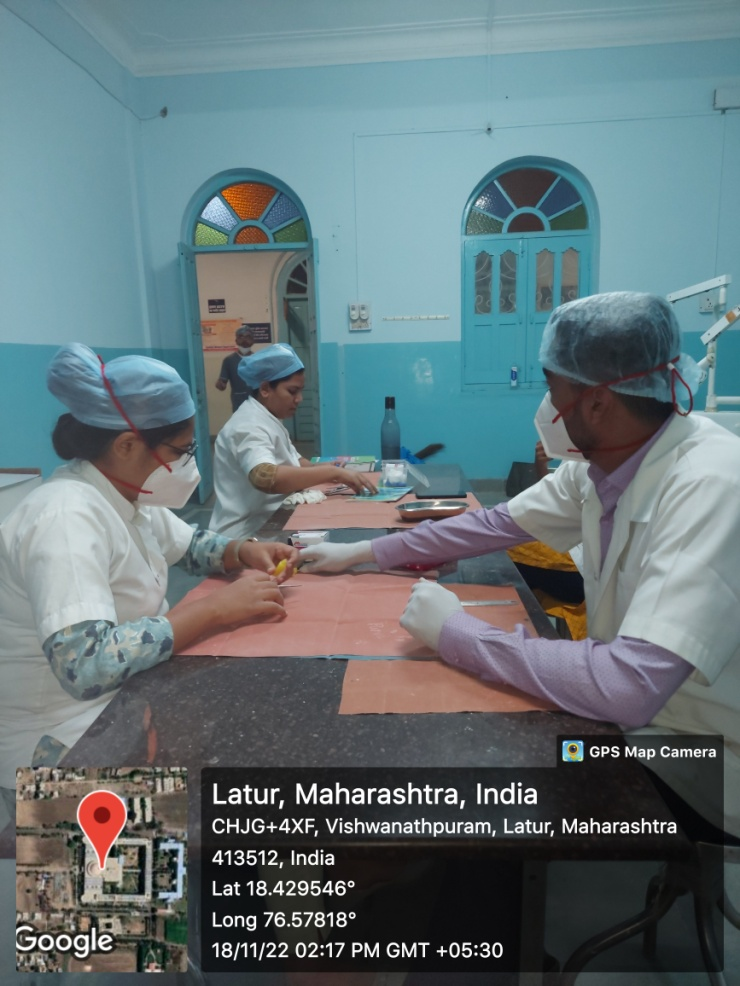 GPS Map Camera
Latur, Maharashtra, India
CHJG+4XF, Vishwanathpuram, Latur, Maharashtra
413512, India
Lat 18.429546°
Long 76.57818°
18/11/22 02:17 PM GMT +05:30
Google